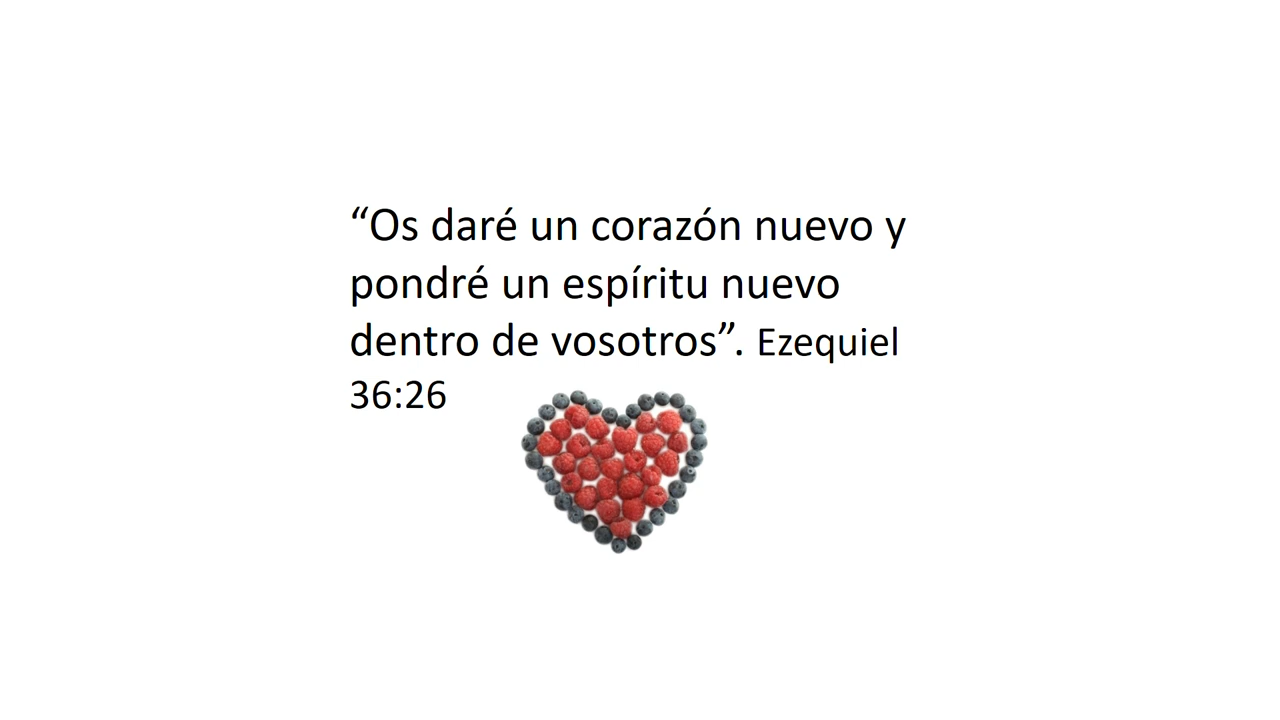 “Os daré un corazón nuevo y
pondré un espíritu nuevo
dentro de vosotros”. Ezequiel
36:26